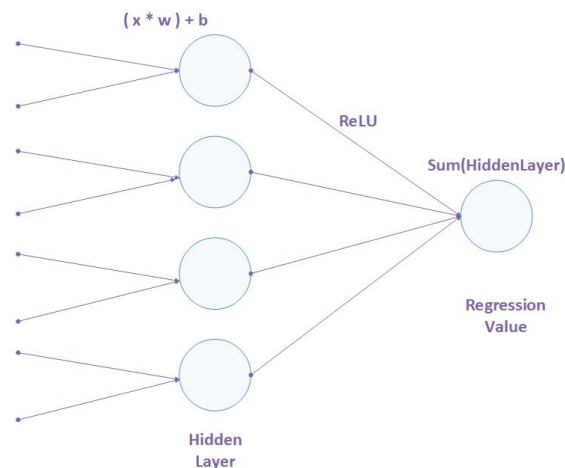 ( x * w ) + b
ReLU
Sum(HiddenLayer)
Regression
Value
Hidden
Layer